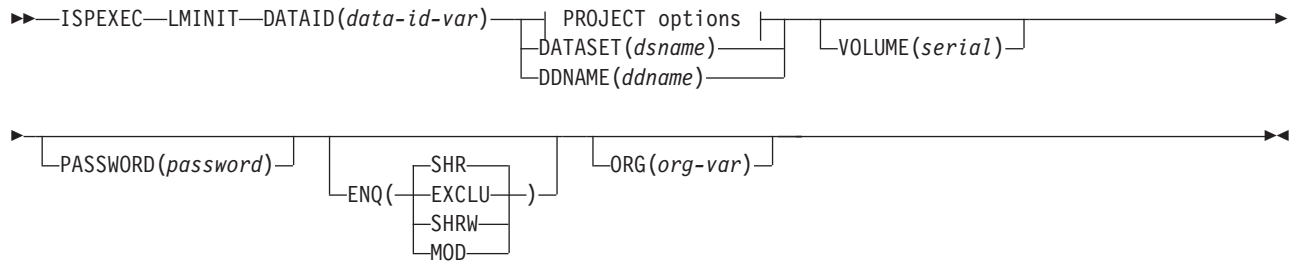 ISPEXEC LMINIT DATAID(data-id-var) PROJECT options
DATASET(dsname) VOLUME(serial)
DDNAME(ddname)
PASSWORD(password) ENQ( SHR ) ORG(org-var)
EXCLU
SHRW
MOD